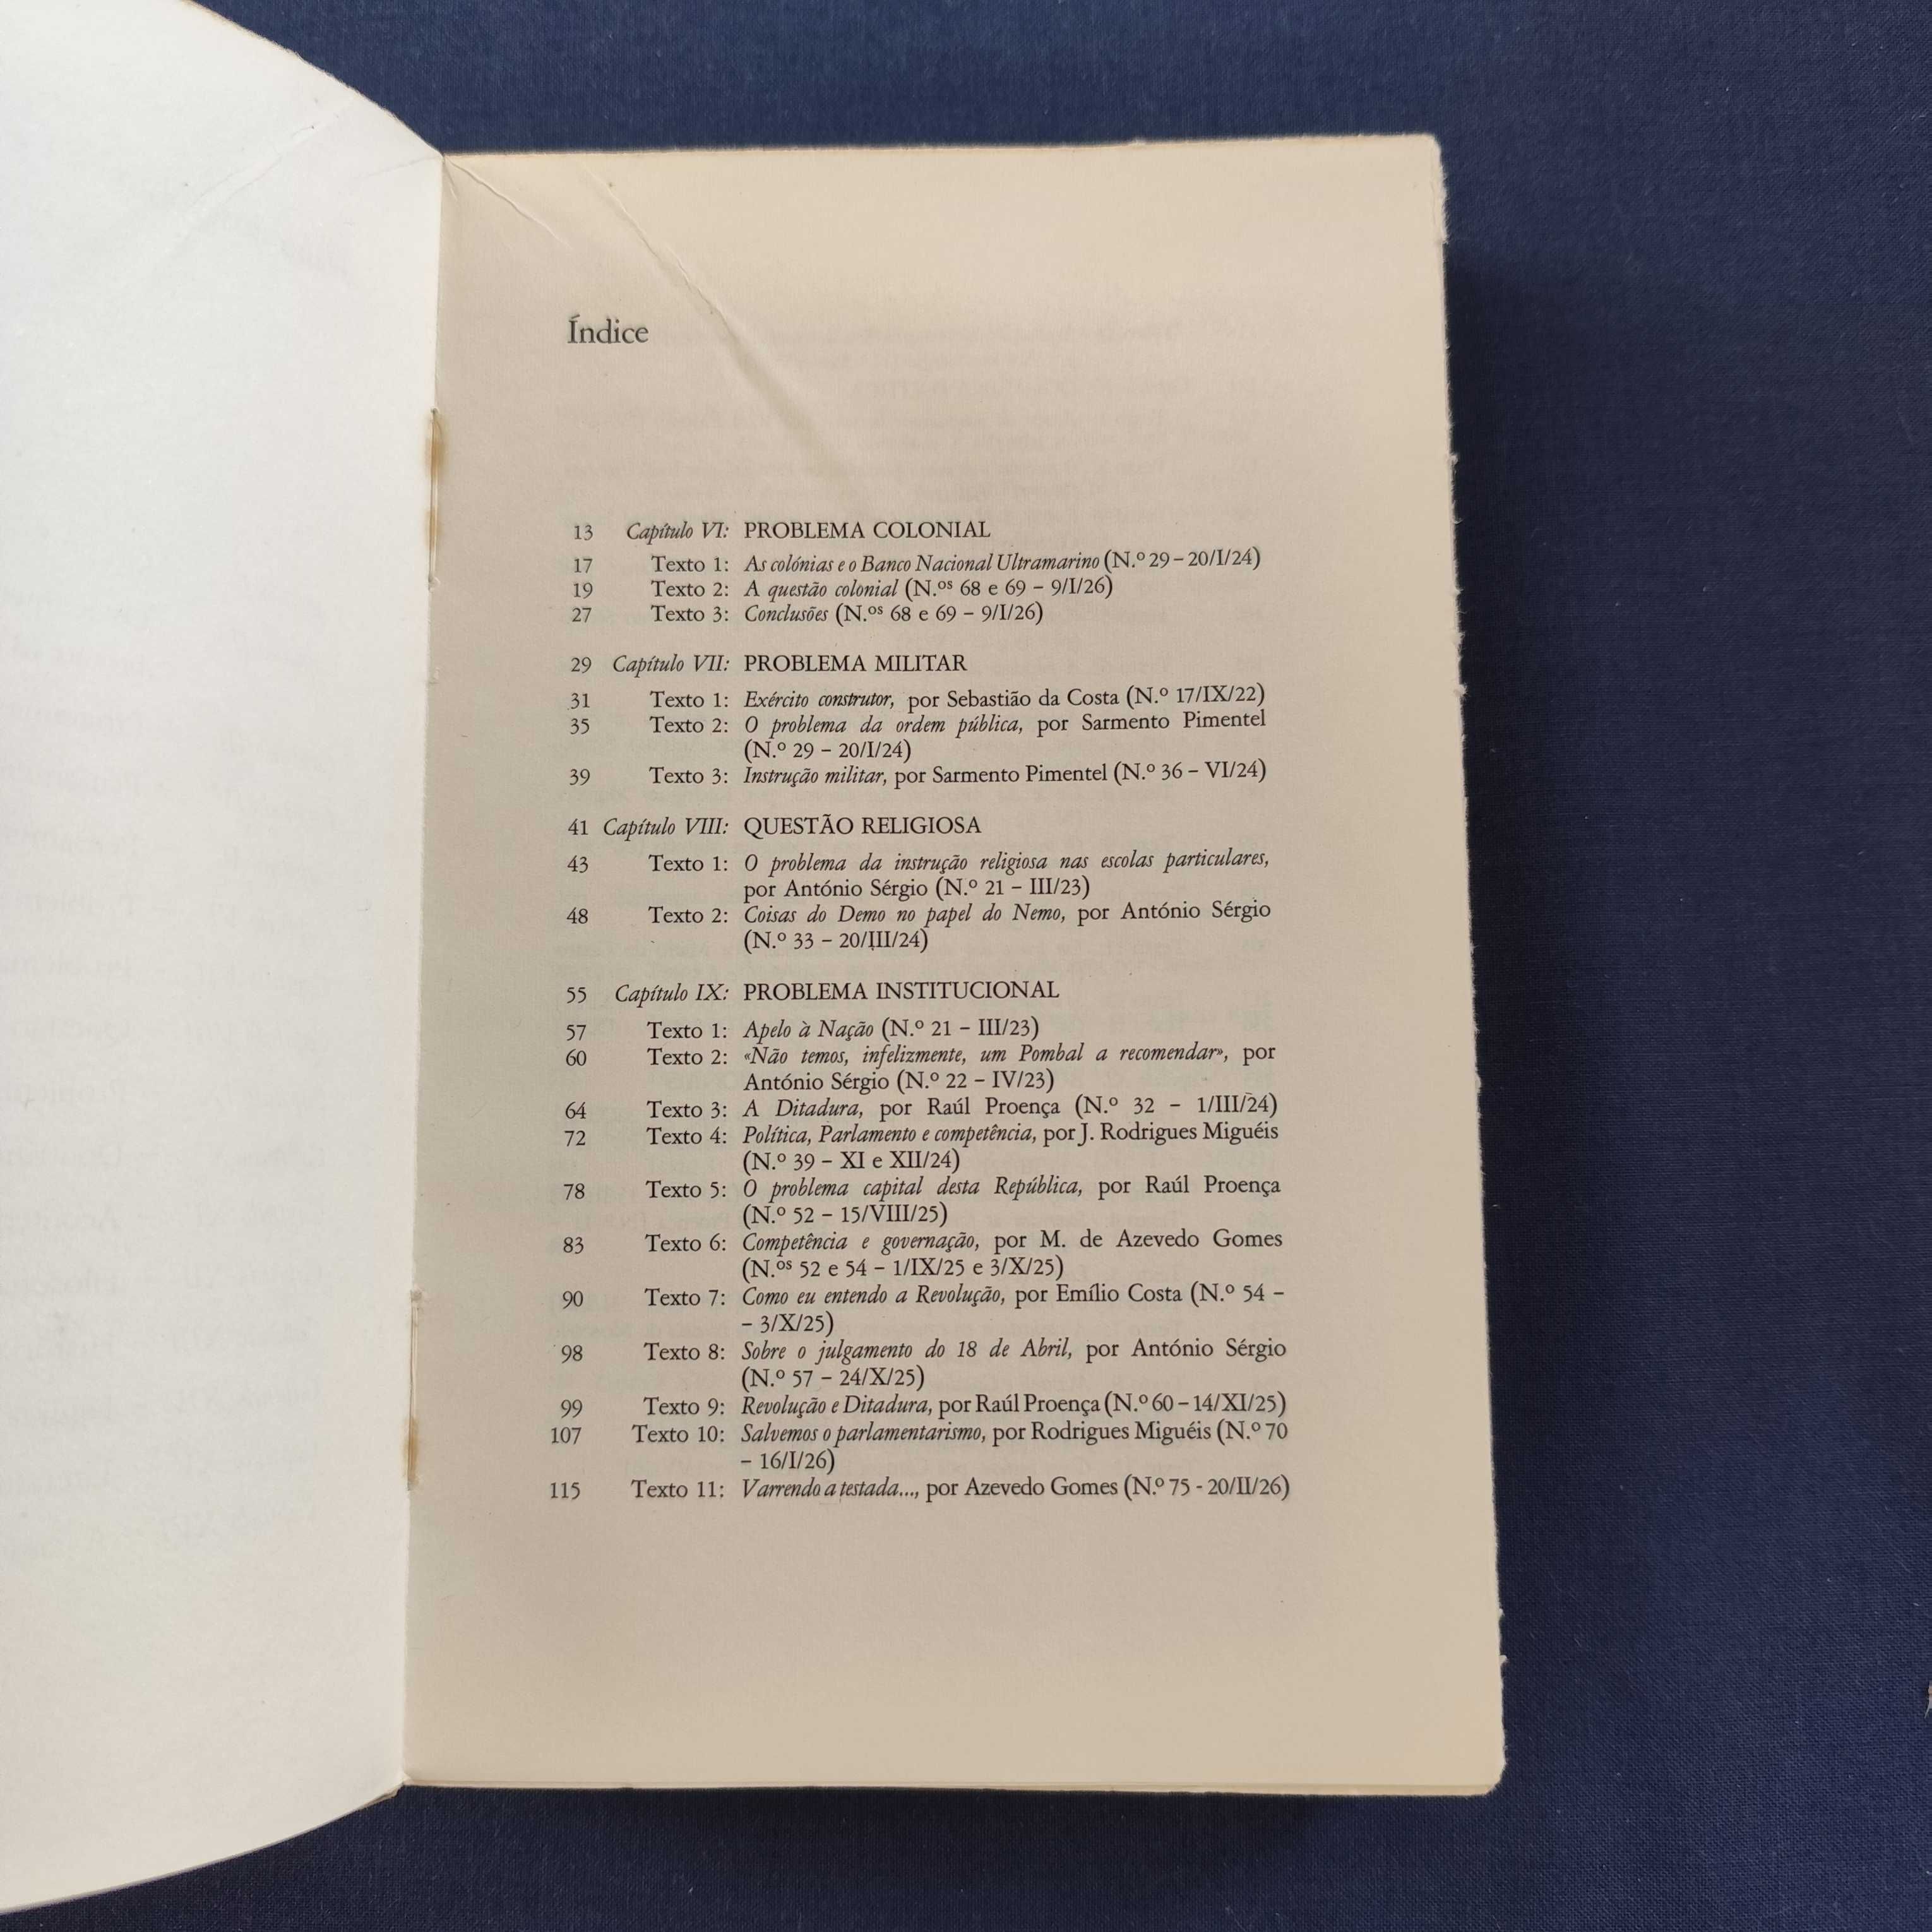 Índice
13 Capítulo VI: PROBLEMA COLONIAL
17 Texto 1: As colónias e o Banco Nacional Ultramarino (N.º 29 – 20/I/24)
19 Texto 2: A questão colonial (N.ºs 68 e 69 – 9/I/26)
27 Texto 3: Conclusões (N.ºs 68 e 69 – 9/I/26)
29 Capítulo VII: PROBLEMA MILITAR
31 Texto 1: Exército construtor, por Sebastião da Costa (N.º 17/IX/22)
35 Texto 2: O problema da ordem pública, por Sarmento Pimentel
(N.º 29 – 20/I/24)
39 Texto 3: Instrução militar, por Sarmento Pimentel (N.º 36 – VI/24)
41 Capítulo VIII: QUESTÃO RELIGIOSA
43 Texto 1: O problema da instrução religiosa nas escolas particulares,
por António Sérgio (N.º 21 – III/23)
48 Texto 2: Coisas do Demo no papel do Nemo, por António Sérgio
(N.º 33 – 20/III/24)
55 Capítulo IX: PROBLEMA INSTITUCIONAL
57 Texto 1: Apelo à Nação (N.º 21 – III/23)
60 Texto 2: «Não temos, infelizmente, um Pombal a recomendar», por
António Sérgio (N.º 22 – IV/23)
64 Texto 3: A Ditadura, por Raúl Proença (N.º 32 – 1/III/24)
72 Texto 4: Política, Parlamento e competência, por J. Rodrigues Miguéis
(N.º 39 – XI e XII/24)
78 Texto 5: O problema capital desta República, por Raúl Proença
(N.º 52 – 15/VIII/25)
83 Texto 6: Competência e governação, por M. de Azevedo Gomes
(N.ºs 52 e 54 – 1/IX/25 e 3/X/25)
90 Texto 7: Como eu entendo a Revolução, por Emílio Costa (N.º 54 –
– 3/X/25)
98 Texto 8: Sobre o julgamento do 18 de Abril, por António Sérgio
(N.º 57 – 24/X/25)
99 Texto 9: Revolução e Ditadura, por Raúl Proença (N.º 60 – 14/XI/25)
107 Texto 10: Salvemos o parlamentarismo, por Rodrigues Miguéis (N.º 70
– 16/I/26)
115 Texto 11: Varrendo a testada..., por Azevedo Gomes (N.º 75 - 20/II/26)